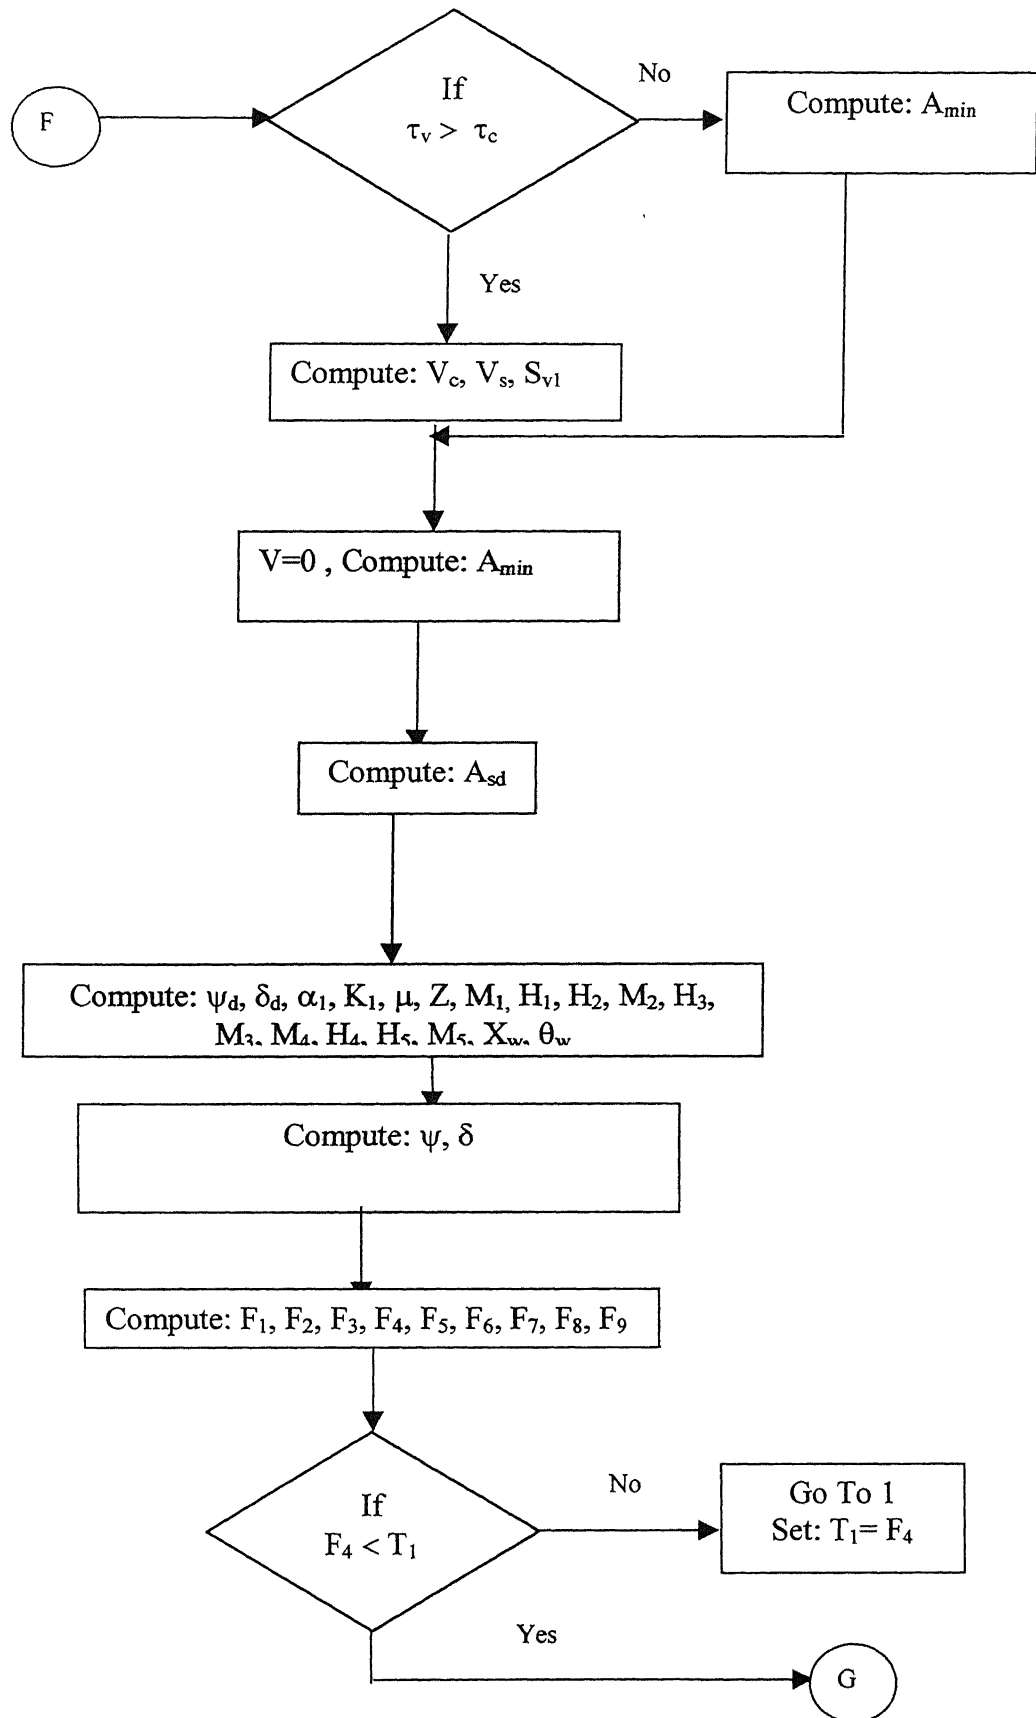 F
If
τv > τc
No
Compute: Amin
Yes
Compute: Vc, Vs, Sv1
V=0 , Compute: Amin
Compute: Asd
Compute: ψd, δd, α1, K1, μ, Z, M1, H1, H2, M2, H3,
M3, M4, H4, H5, M5, Xw, θw
Compute: ψ, δ
Compute: F1, F2, F3, F4, F5, F6, F7, F8, F9
If
F4 < T1
No
Go To 1
Set: T1= F4
Yes
G